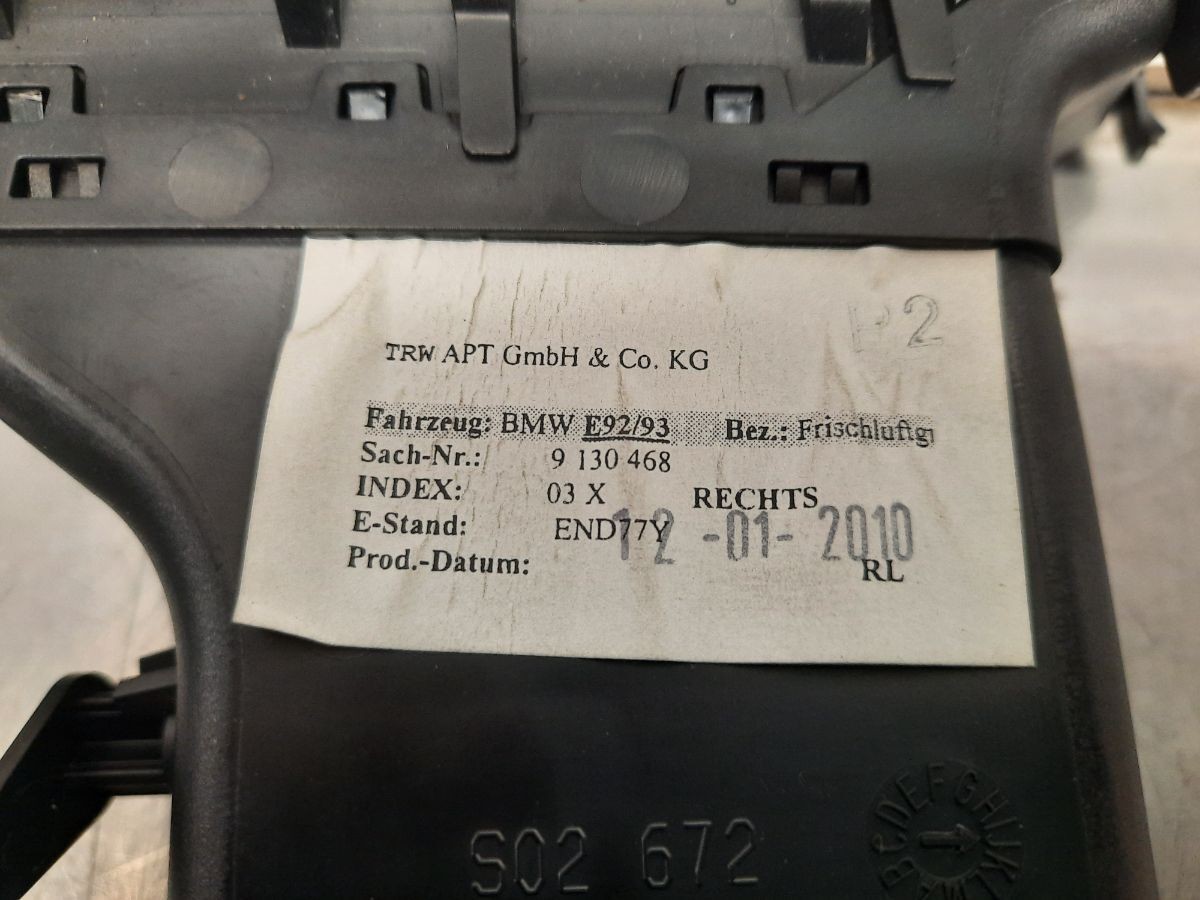 P2
TRW APT GmbH & Co. KG
Fahrzeug: BMW E92/93 Bez.: Frischluftg
Sach-Nr.: 9 130 468
INDEX: 03 X RECHTS
E-Stand: END77Y 12-01-2010
Prod.-Datum: RL
S02 672